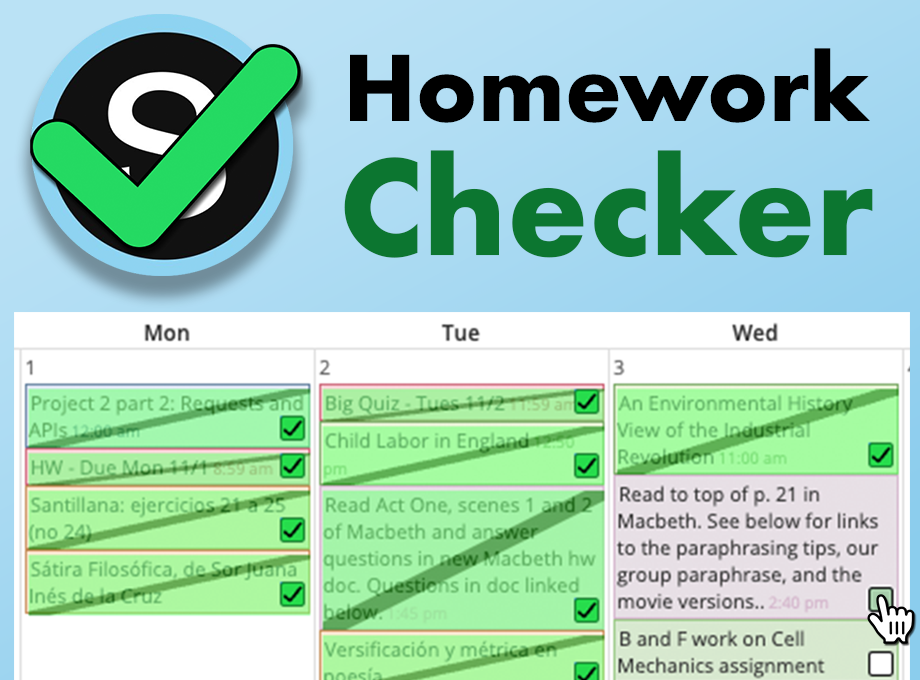 S
Homework
Checker
Mon
Tue
Wed
1
2
3
Project 2 part 2: Requests and
APIs 12:00 am
HW - Due Mon 11/1 8:59 am
Santillana: ejercicios 21 a 25
(no 24)
Sátira Filosófica, de Sor Juana
Inés de la Cruz
Big Quiz - Tues 11/2 11:59 am
Child Labor in England 12:30
pm
Read Act One, scenes 1 and 2
of Macbeth and answer
questions in new Macbeth hw
doc. Questions in doc linked
below. 1:45 pm
Versificación y métrica en
poesía
An Environmental History
View of the Industrial
Revolution 11:00 am
Read to top of p. 21 in
Macbeth. See below for links
to the paraphrasing tips, our
group paraphrase, and the
movie versions.. 2:40 pm
B and F work on Cell
Mechanics assignment